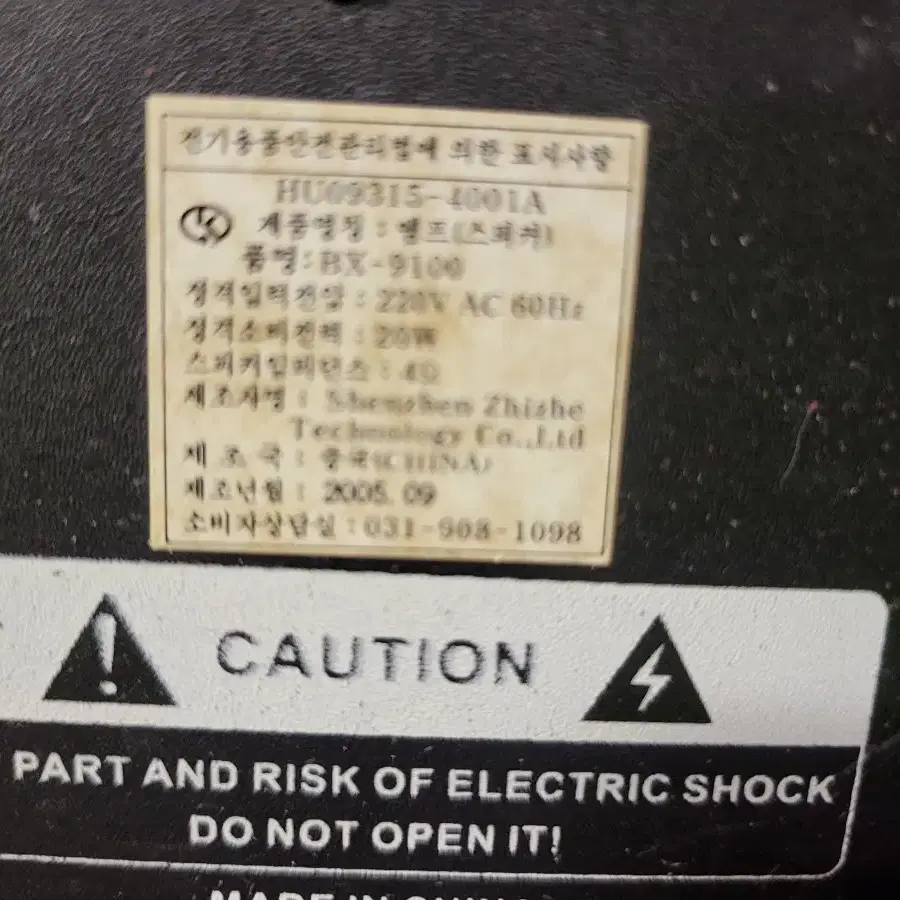 전기용품안전관리법에 의한 표시사항
HU09315-4001A
제품명칭 : 앰프(스피커)
품명:BX-9100
정격입력전압 : 220V AC 60Hz
정격소비전력 : 20W
스피커임피던스 : 4Ω
제조자명 : Shenzhen Zhizhe
Technology Co.,Ltd
제 조 국 : 중국(CHINA)
제조년월 : 2005. 09
소비자상담실 : 031-908-1098
CAUTION
PART AND RISK OF ELECTRIC SHOCK
DO NOT OPEN IT!
MADE IN CHINA